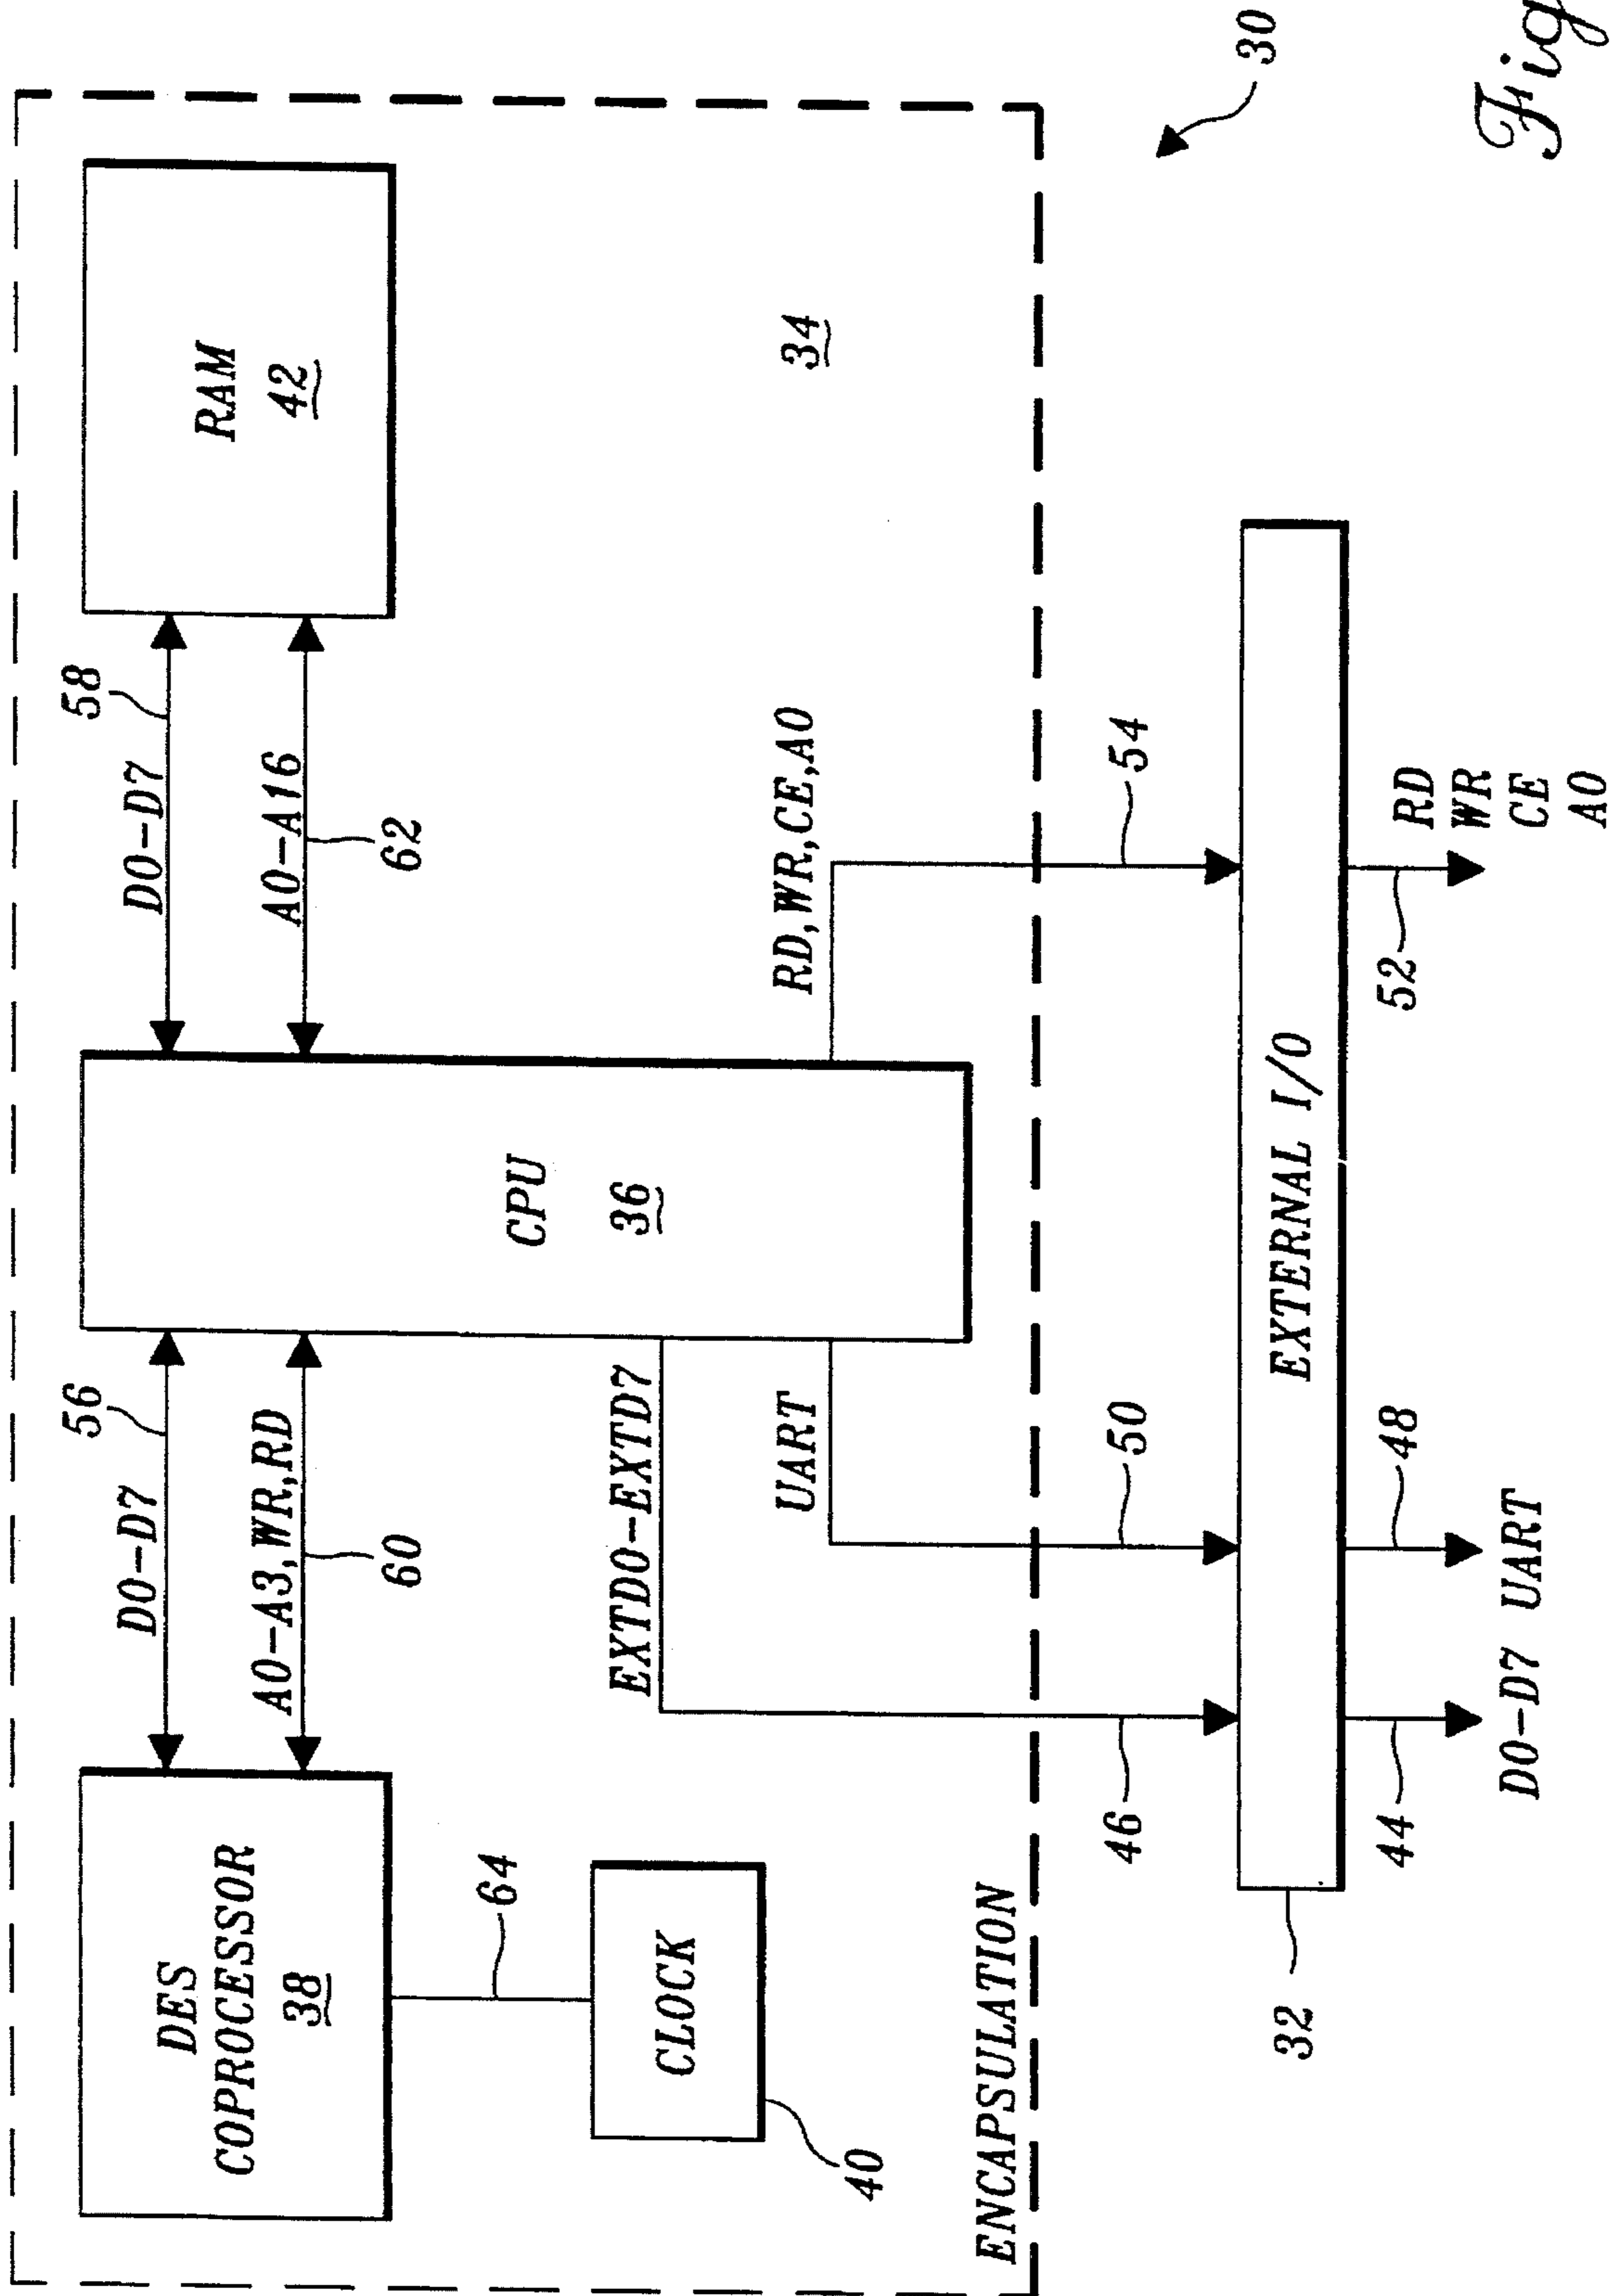 DES
COPROCESSOR
38
D0-D7
56
A0-A3,WR,RD
60
CPU
36
D0-D7
58
A0-A16
62
RAM
42
64
CLOCK
40
EXTD0-EXTD7
UART
RD,WR,CE,A0
34
ENCAPSULATION
46
50
54
30
32
EXTERNAL I/O
44
48
52
D0-D7
UART
RD
WR
CE
A0
Fig